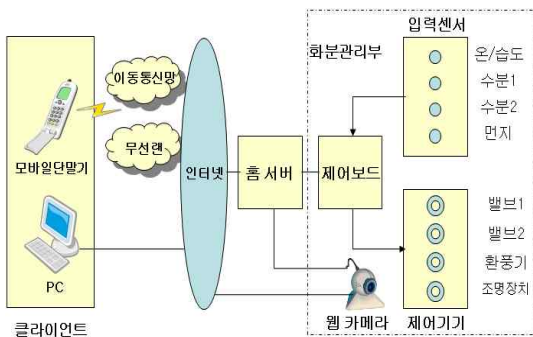 입력센서
화분관리부
온/습도
수분1
수분2
먼지
이동통신망
무선랜
모바일단말기
인터넷
홈 서버
제어보드
밸브1
밸브2
환풍기
조명장치
PC
웹 카메라
제어기기
클라이언트